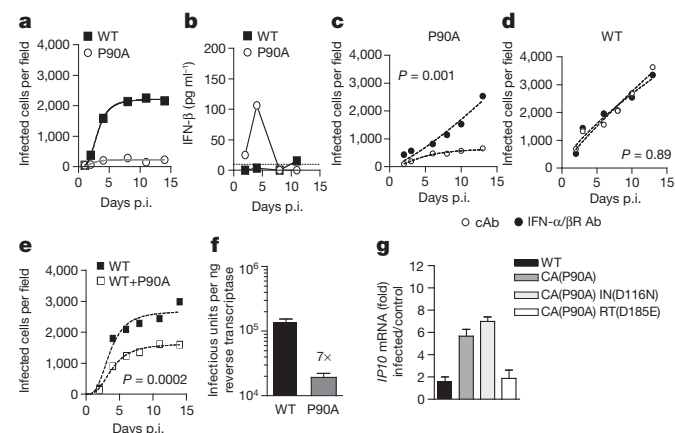 a
WT
P90A
Infected cells per field
4,000
3,000
2,000
1,000
0
0 5 10 15
Days p.i.
b
WT
P90A
IFN-β (pg ml⁻¹)
200
150
100
50
0
0 5 10 15
Days p.i.
c
P90A
Infected cells per field
4,000
3,000
2,000
1,000
0
P = 0.001
0 5 10 15
Days p.i.
d
WT
Infected cells per field
4,000
3,000
2,000
1,000
0
P = 0.89
0 5 10 15
Days p.i.
cAb IFN-α/βR Ab
e
WT
WT+P90A
Infected cells per field
4,000
3,000
2,000
1,000
0
P = 0.0002
0 5 10 15
Days p.i.
f
Infectious units per ng
reverse transcriptase
10⁶
10⁵
10⁴
7×
WT P90A
g
IP10 mRNA (fold)
infected/control
12
10
8
6
4
2
0
WT
CA(P90A)
CA(P90A) IN(D116N)
CA(P90A) RT(D185E)